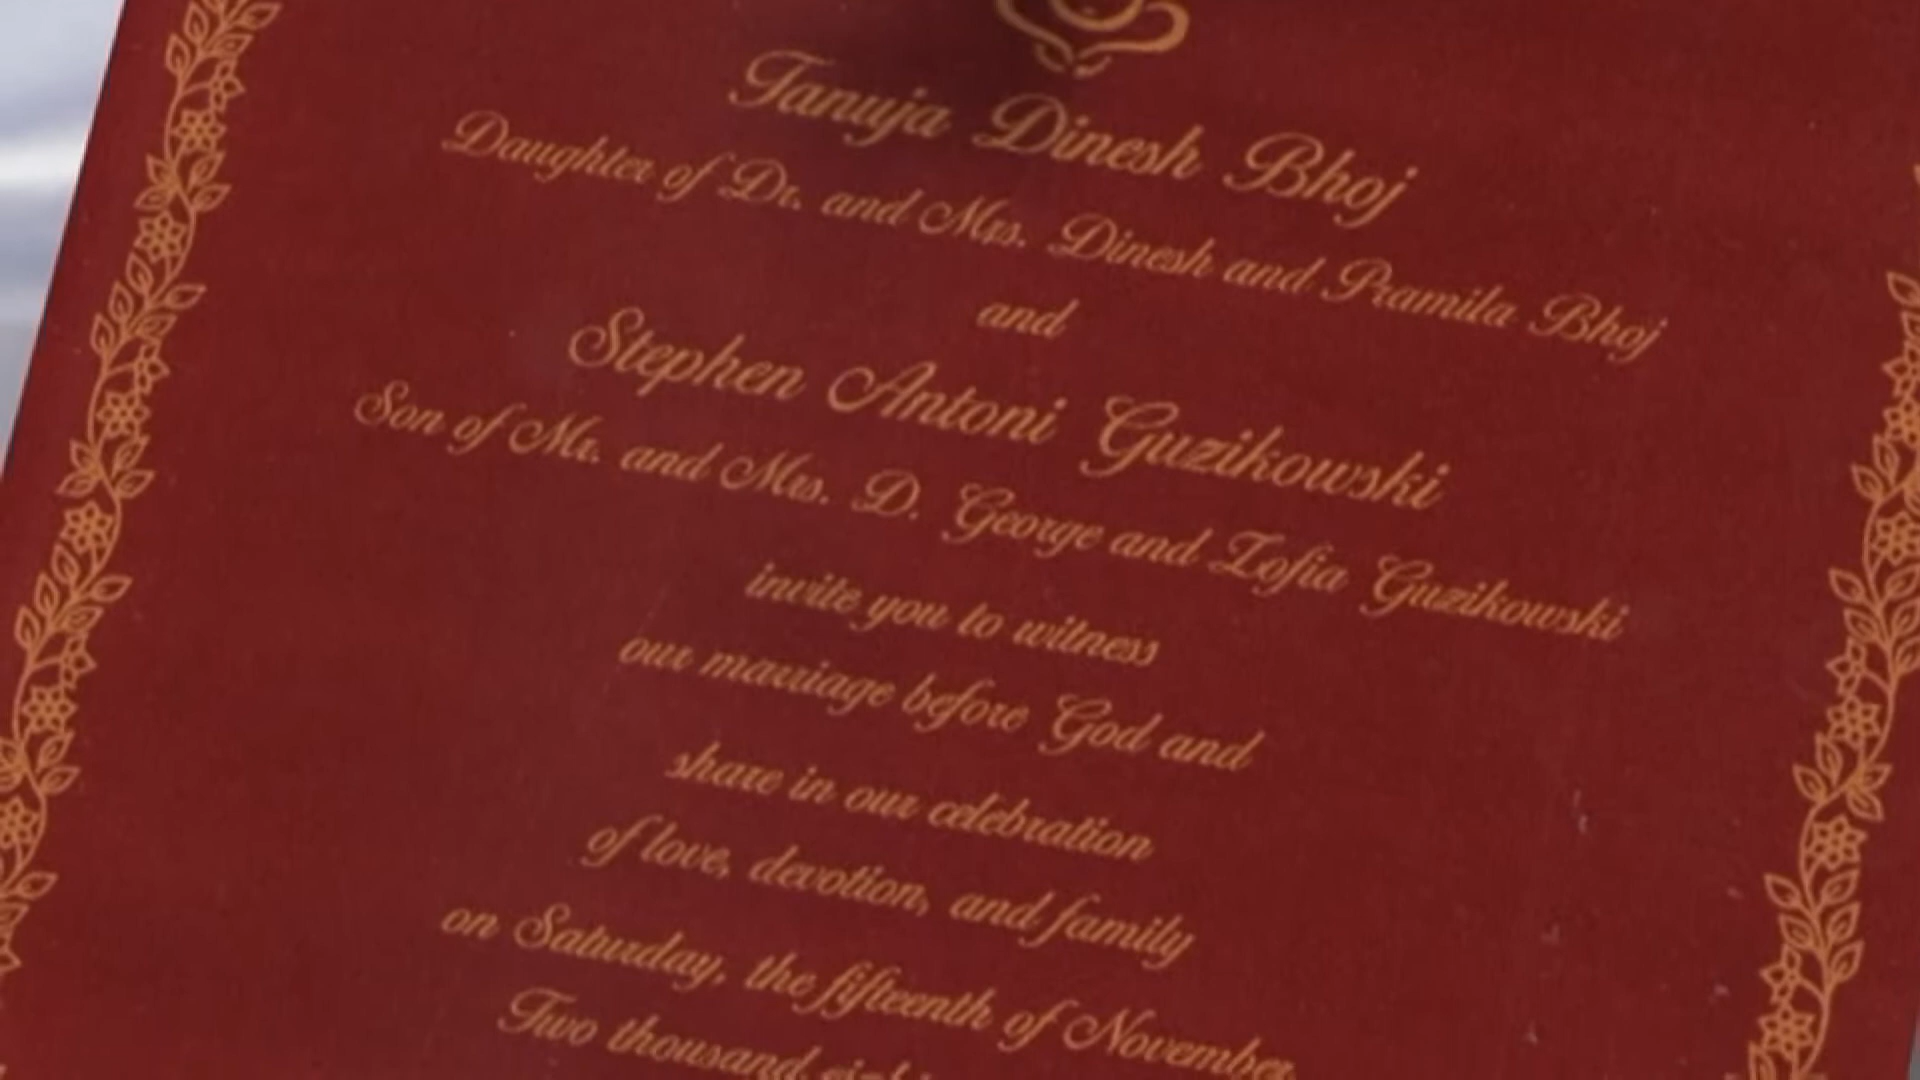 Tanuja Dinesh Bhoj
Daughter of Dr. and Mrs. Dinesh and Pramila Bhoj
and
Stephen Antoni Guzikowski
Son of Mr. and Mrs. D. George and Zofia Guzikowski
invite you to witness
our marriage before God and
share in our celebration
of love, devotion, and family
on Saturday, the fifteenth of November,
Two thousand